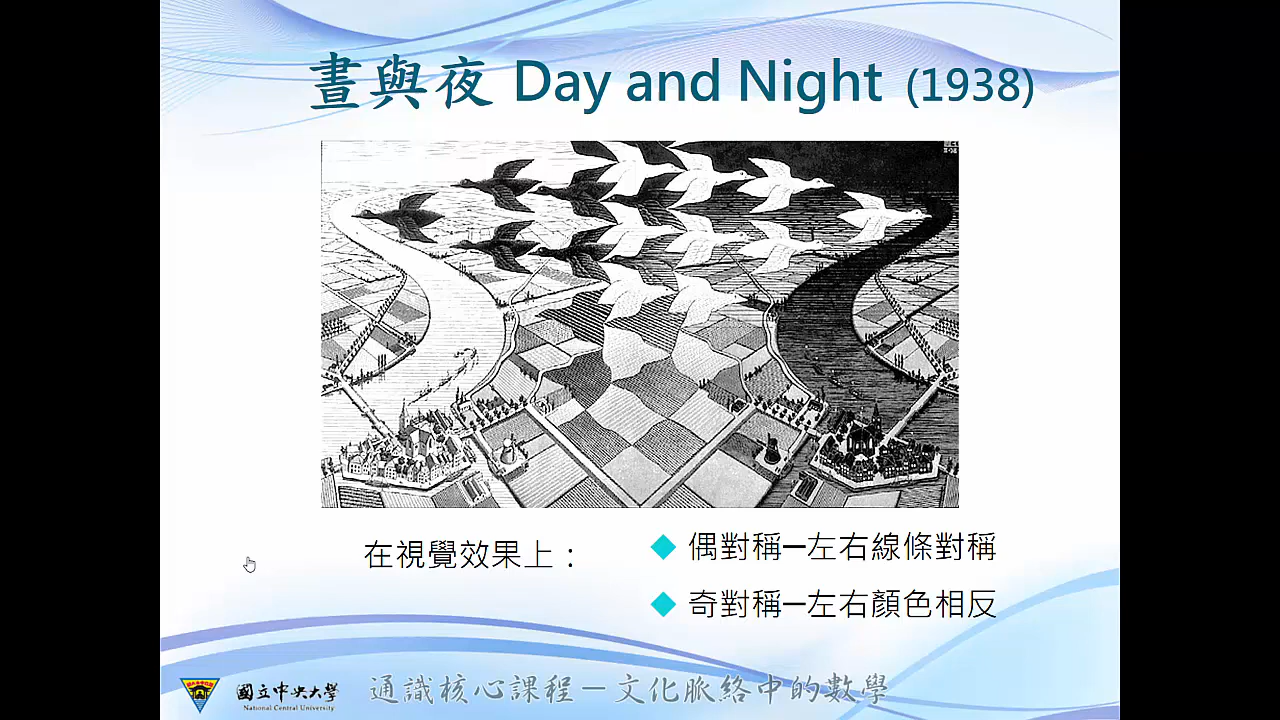 晝與夜 Day and Night (1938)
在視覺效果上：
偶對稱─左右線條對稱
奇對稱─左右顏色相反
國立中央大學
National Central University
通識核心課程－文化脈絡中的數學